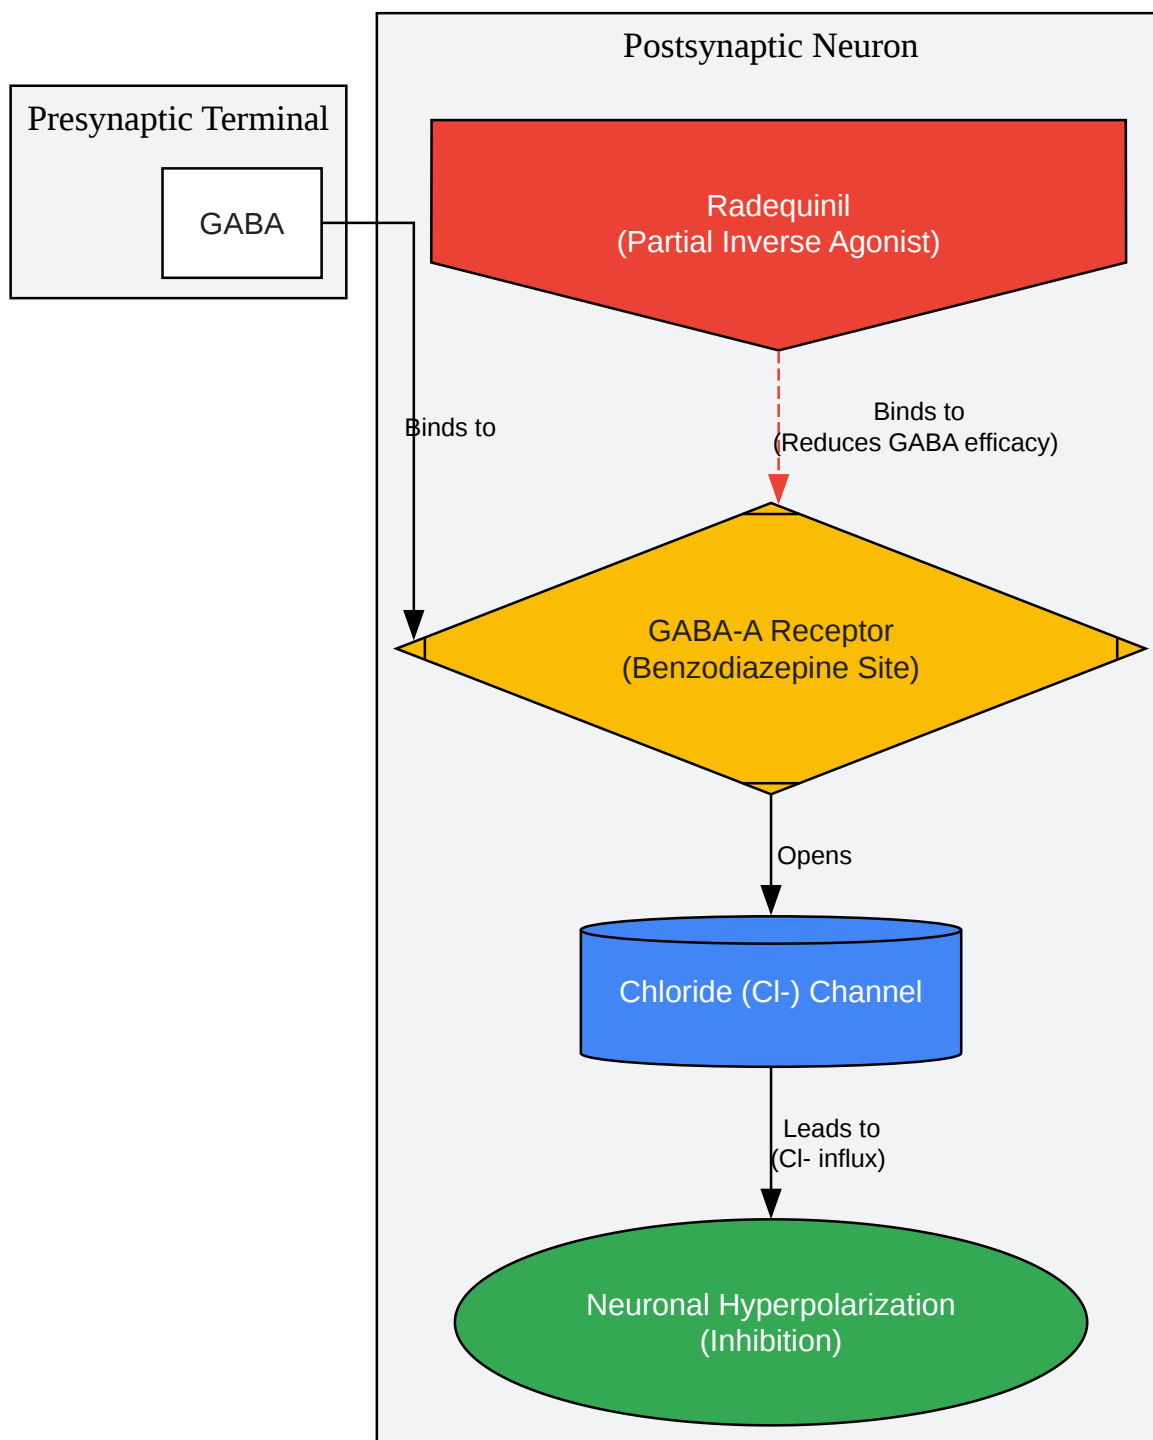 Postsynaptic Neuron
Presynaptic Terminal
GABA
Radequinil
(Partial Inverse Agonist)
Binds to
Binds to
(Reduces GABA efficacy)
GABA-A Receptor
(Benzodiazepine Site)
Opens
Chloride (Cl-) Channel
Leads to
(Cl- influx)
Neuronal Hyperpolarization
(Inhibition)